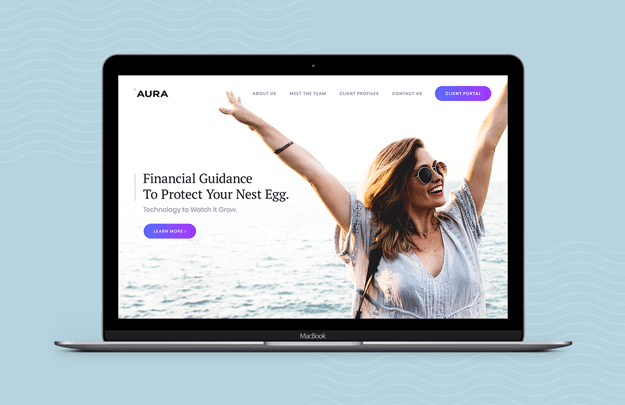 AURA
ABOUT US
MEET THE TEAM
CLIENT PROFILES
CONTACT US
CLIENT PORTAL
Financial Guidance
To Protect Your Nest Egg.
Technology to Watch it Grow.
LEARN MORE ›
MacBook